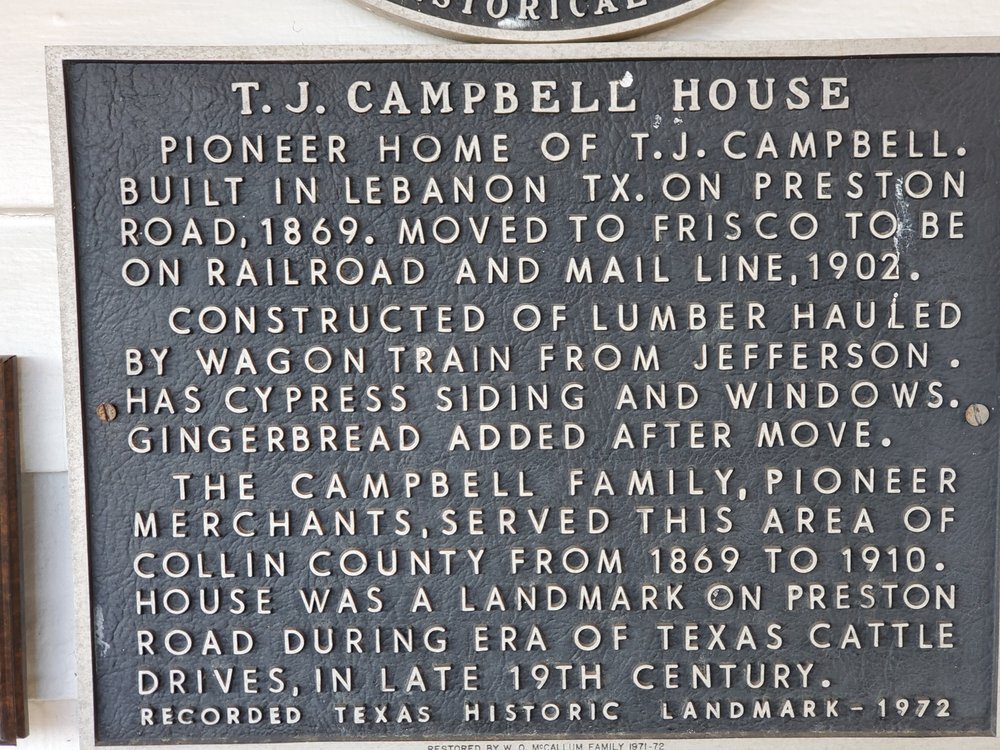 HISTORICAL
T.J. CAMPBELL HOUSE
PIONEER HOME OF T.J. CAMPBELL.
BUILT IN LEBANON TX. ON PRESTON
ROAD, 1869. MOVED TO FRISCO TO BE
ON RAILROAD AND MAIL LINE, 1902.
CONSTRUCTED OF LUMBER HAULED
BY WAGON TRAIN FROM JEFFERSON.
HAS CYPRESS SIDING AND WINDOWS.
GINGERBREAD ADDED AFTER MOVE.
THE CAMPBELL FAMILY, PIONEER
MERCHANTS, SERVED THIS AREA OF
COLLIN COUNTY FROM 1869 TO 1910.
HOUSE WAS A LANDMARK ON PRESTON
ROAD DURING ERA OF TEXAS CATTLE
DRIVES, IN LATE 19TH CENTURY.
RECORDED TEXAS HISTORIC LANDMARK-1972
RESTORED BY W. O. McCALLUM FAMILY 1971-72